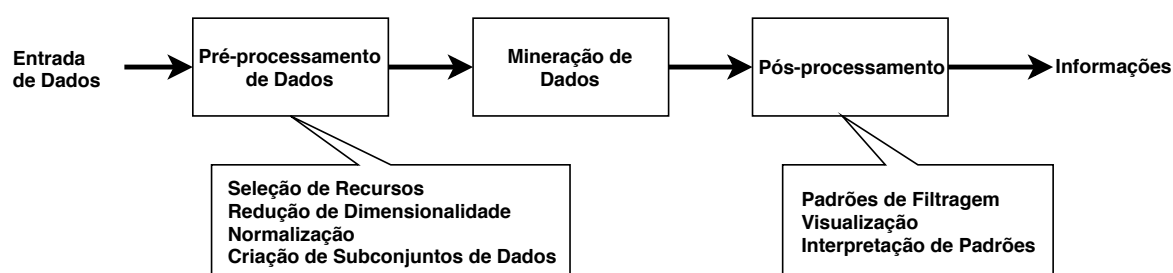 Entrada
de Dados
Pré-processamento
de Dados
Mineração de
Dados
Pós-processamento
Informações
Seleção de Recursos
Redução de Dimensionalidade
Normalização
Criação de Subconjuntos de Dados
Padrões de Filtragem
Visualização
Interpretação de Padrões